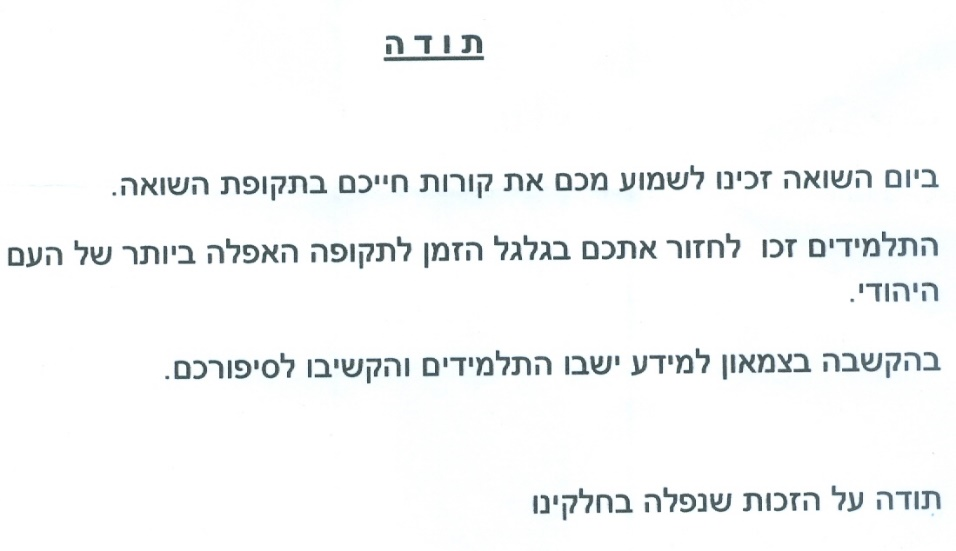 תודה
ביום השואה זכינו לשמוע מכם את קורות חייכם בתקופת השואה.
התלמידים זכו לחזור אתכם בגלגל הזמן לתקופה האפלה ביותר של העם
היהודי.
בהקשבה בצמאון למידע ישבו התלמידים והקשיבו לסיפורכם.
תודה על הזכות שנפלה בחלקינו